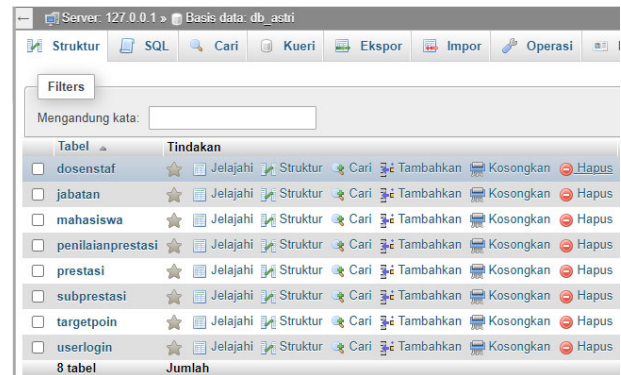 Server: 127.0.0.1 » Basis data: db_astri
Struktur SQL Cari Kueri Ekspor Impor Operasi
Filters
Mengandung kata:
Tabel Tindakan
dosenstaf Jelajahi Struktur Cari Tambahkan Kosongkan Hapus
jabatan Jelajahi Struktur Cari Tambahkan Kosongkan Hapus
mahasiswa Jelajahi Struktur Cari Tambahkan Kosongkan Hapus
penilaianprestasi Jelajahi Struktur Cari Tambahkan Kosongkan Hapus
prestasi Jelajahi Struktur Cari Tambahkan Kosongkan Hapus
subprestasi Jelajahi Struktur Cari Tambahkan Kosongkan Hapus
targetpoin Jelajahi Struktur Cari Tambahkan Kosongkan Hapus
userlogin Jelajahi Struktur Cari Tambahkan Kosongkan Hapus
8 tabel Jumlah